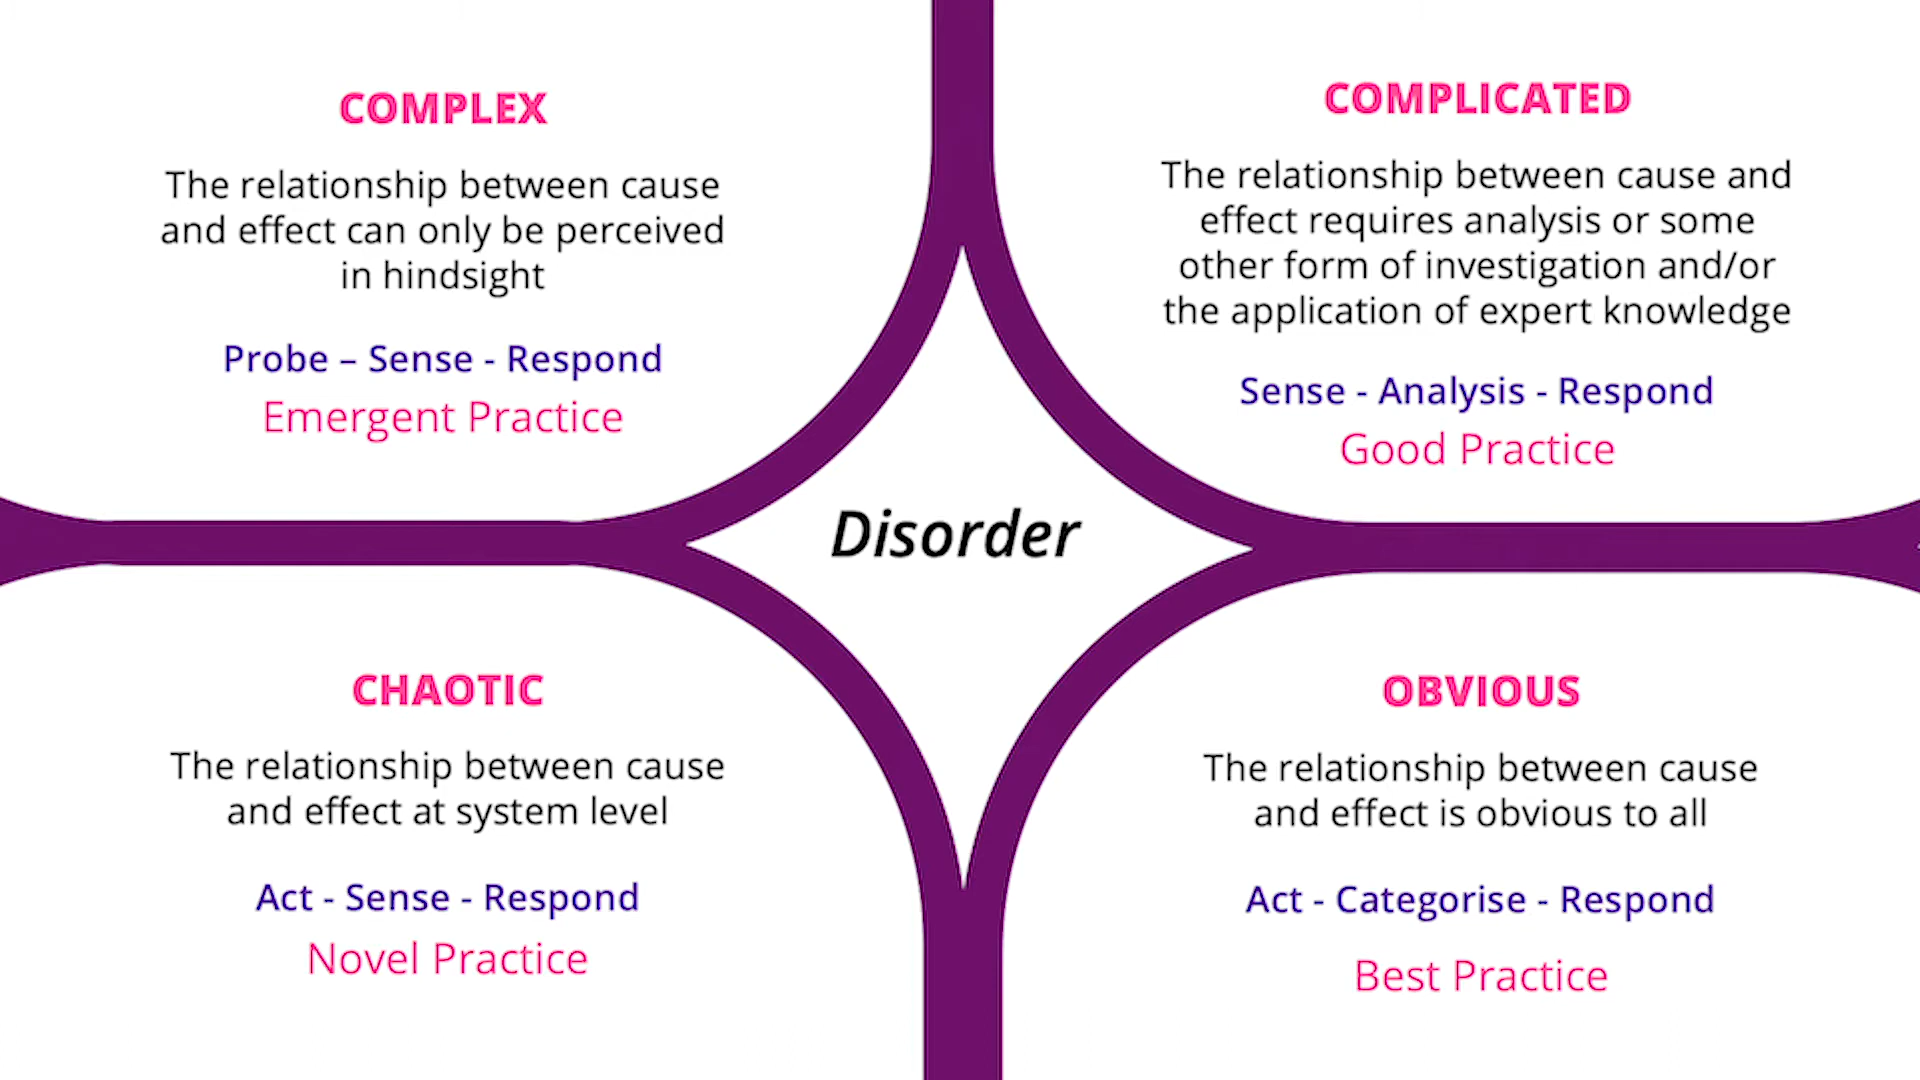 COMPLEX
The relationship between cause
and effect can only be perceived
in hindsight
Probe – Sense - Respond
Emergent Practice
COMPLICATED
The relationship between cause and
effect requires analysis or some
other form of investigation and/or
the application of expert knowledge
Sense - Analysis - Respond
Good Practice
Disorder
CHAOTIC
The relationship between cause
and effect at system level
Act - Sense - Respond
Novel Practice
OBVIOUS
The relationship between cause
and effect is obvious to all
Act - Categorise - Respond
Best Practice